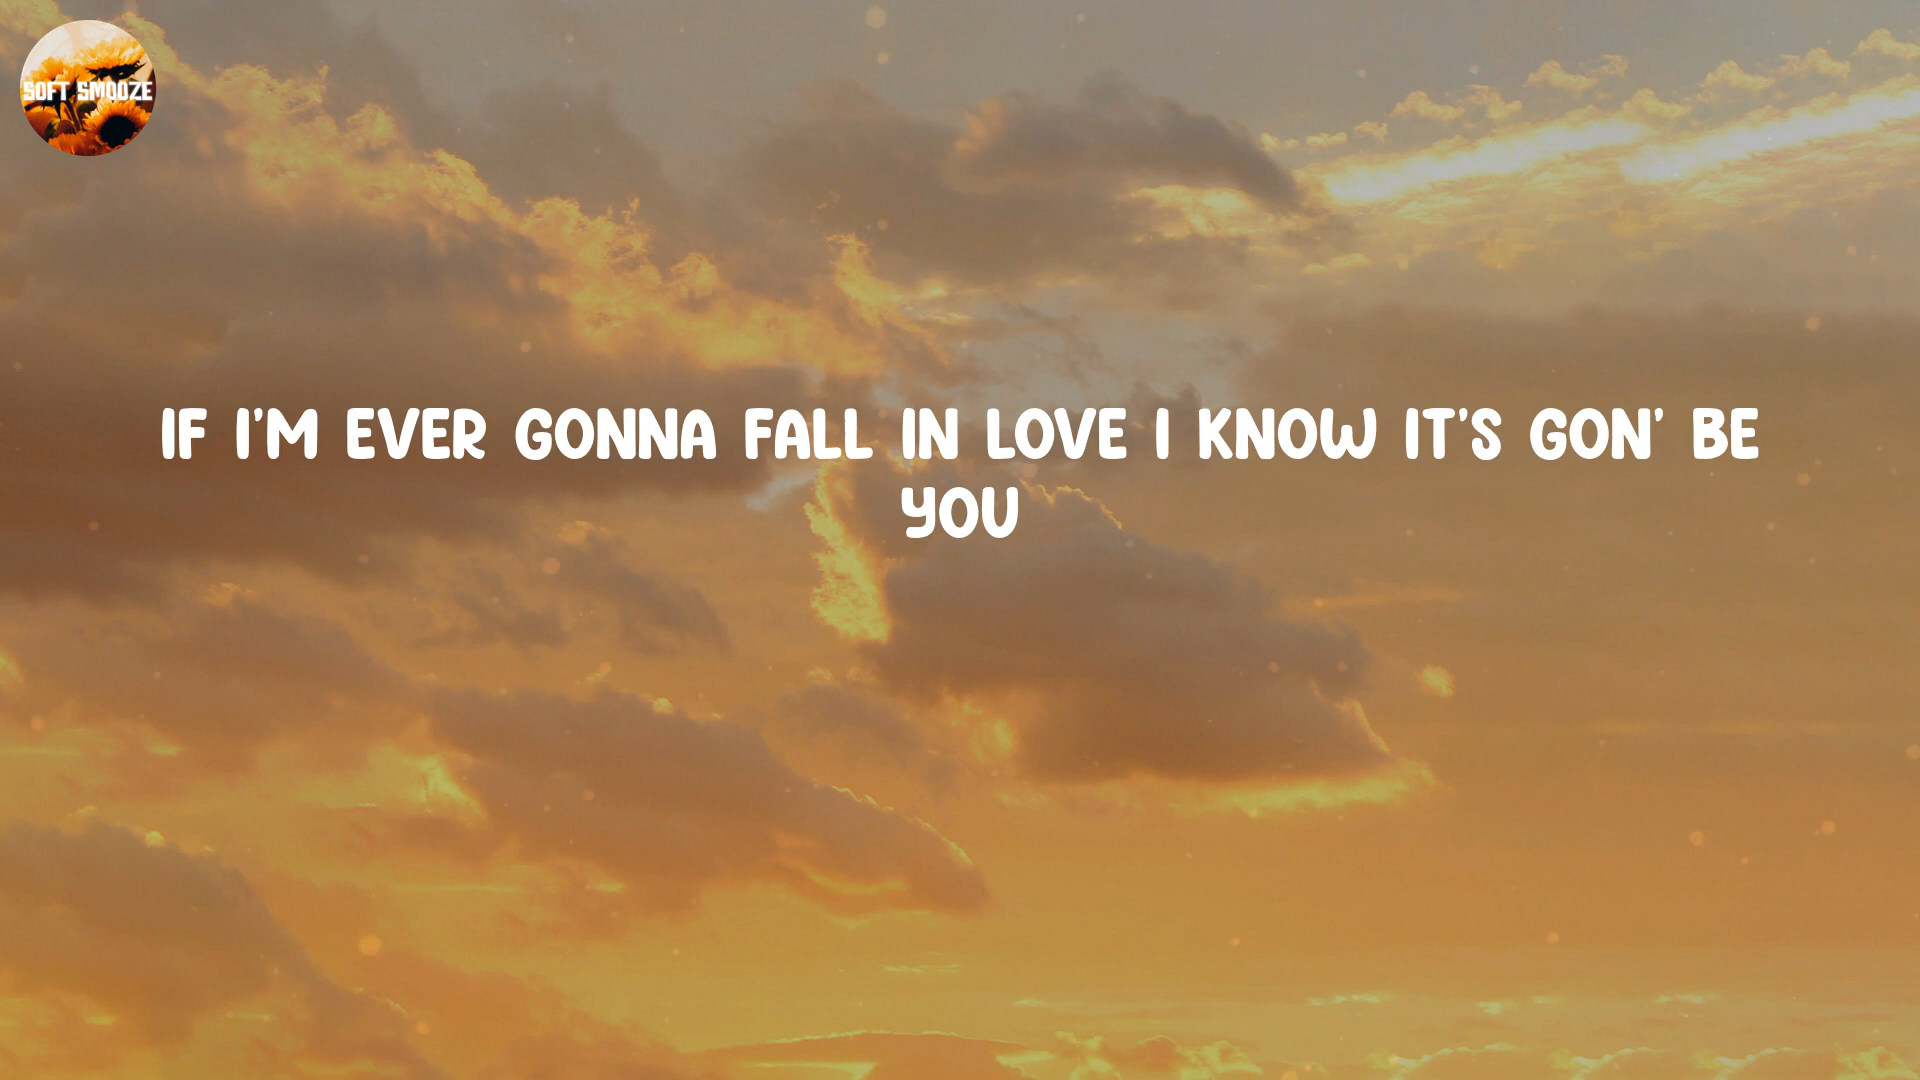 SOFT SMOOZE
IF I'M EVER GONNA FALL IN LOVE I KNOW IT'S GON' BE
YOU